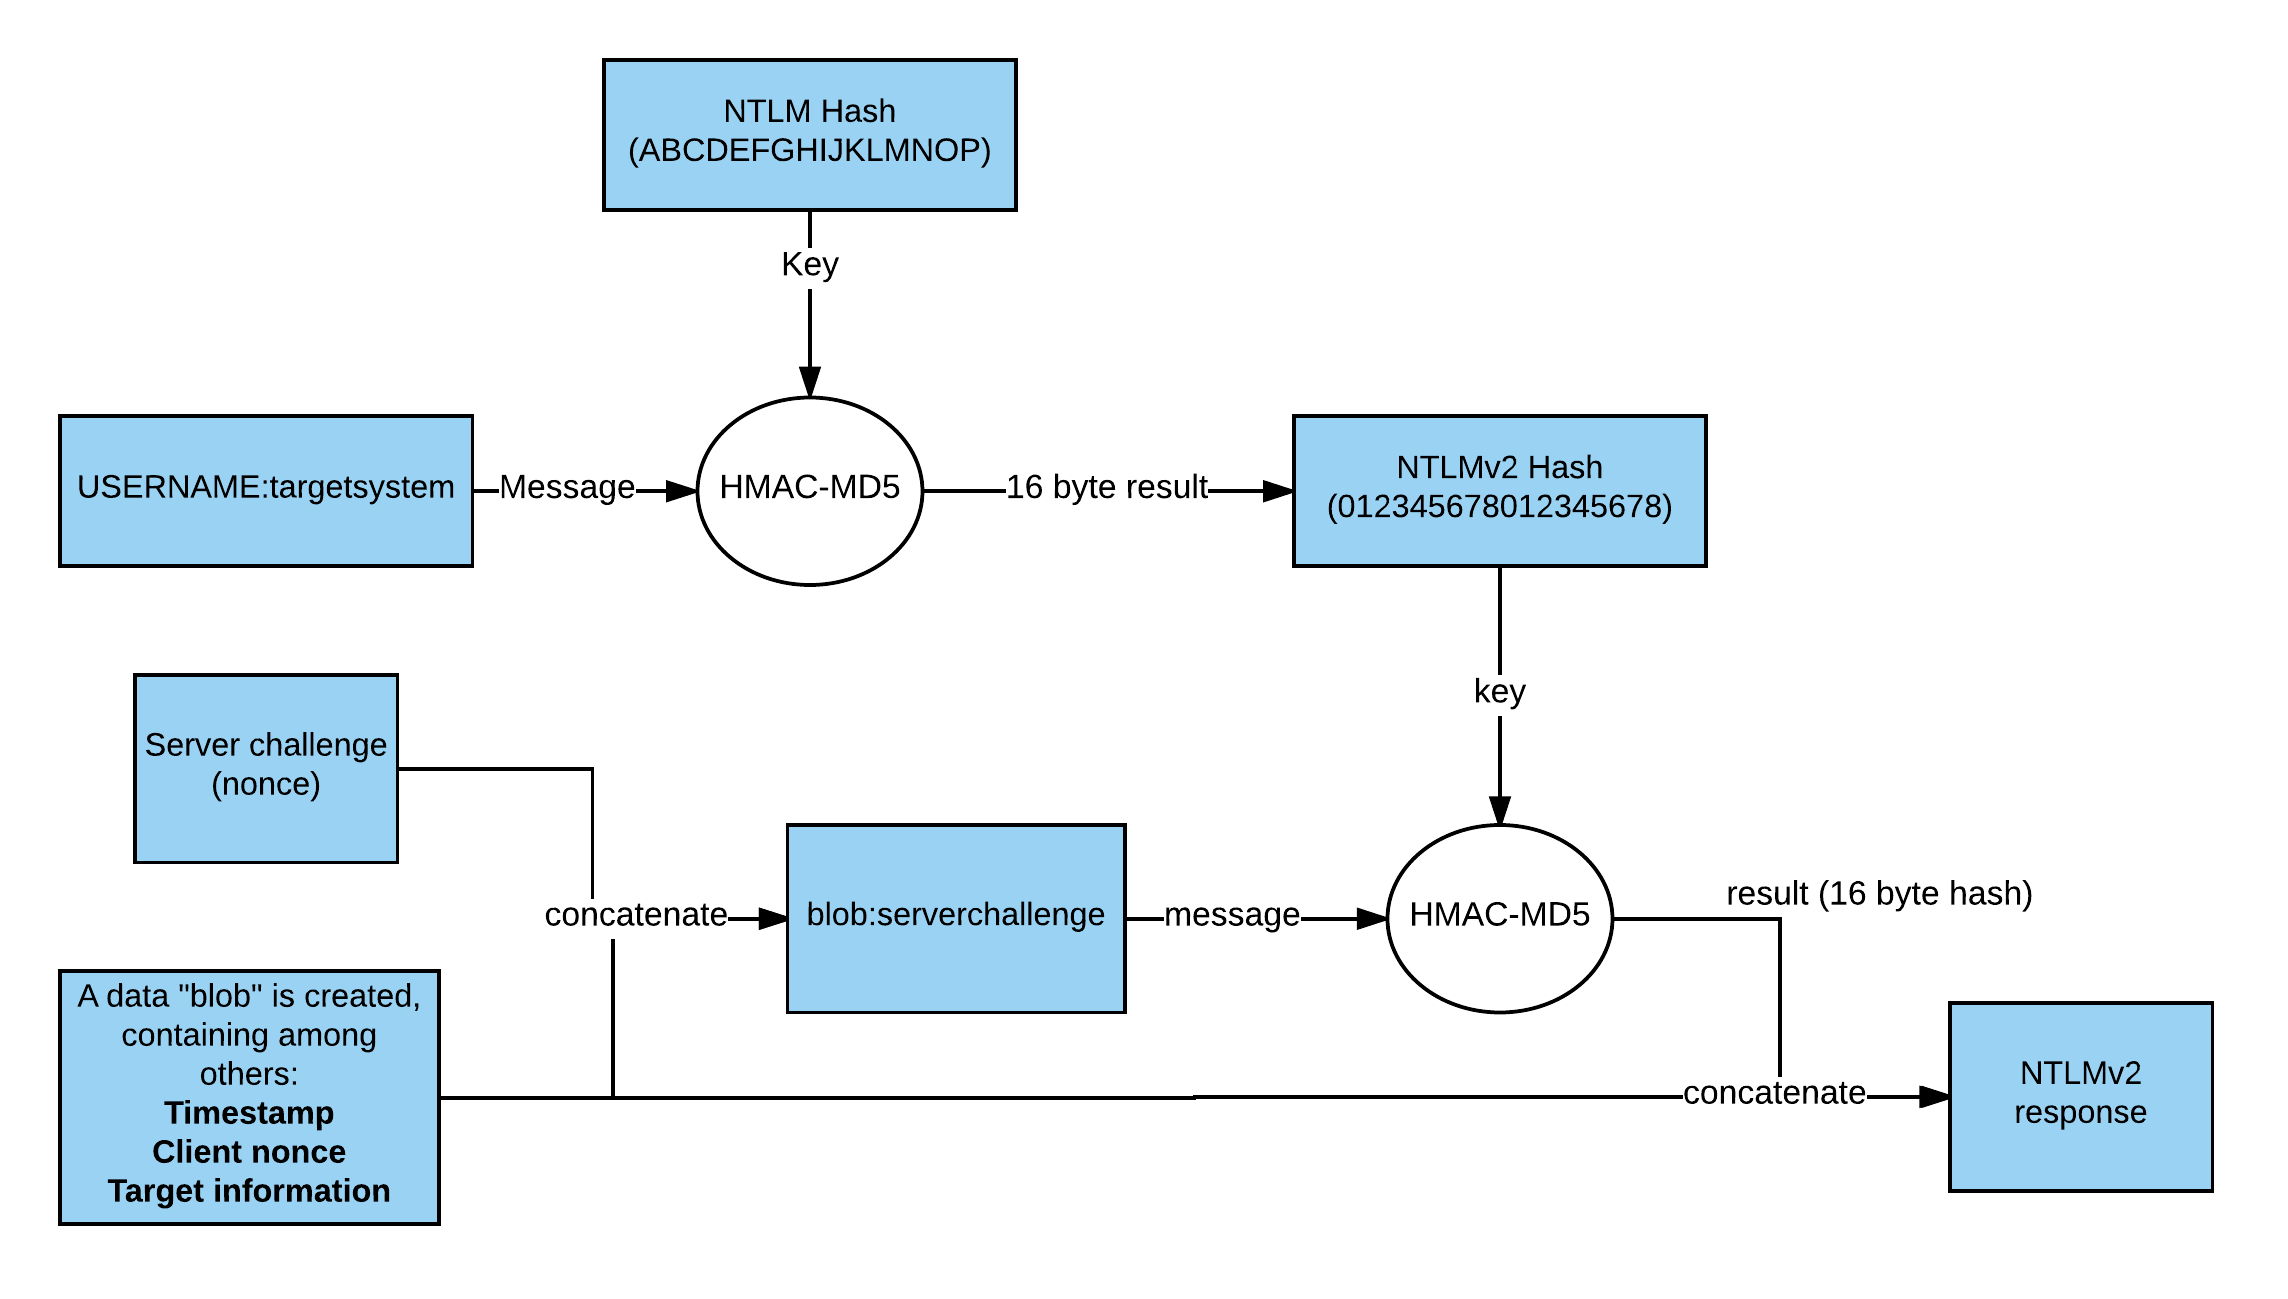 NTLM Hash
(ABCDEFGHIJKLMNOP)
Key
USERNAME:targetsystem
Message
HMAC-MD5
16 byte result
NTLMv2 Hash
(012345678012345678)
key
Server challenge
(nonce)
concatenate
blob:serverchallenge
message
HMAC-MD5
result (16 byte hash)
A data "blob" is created,
containing among
others:
Timestamp
Client nonce
Target information
concatenate
NTLMv2
response